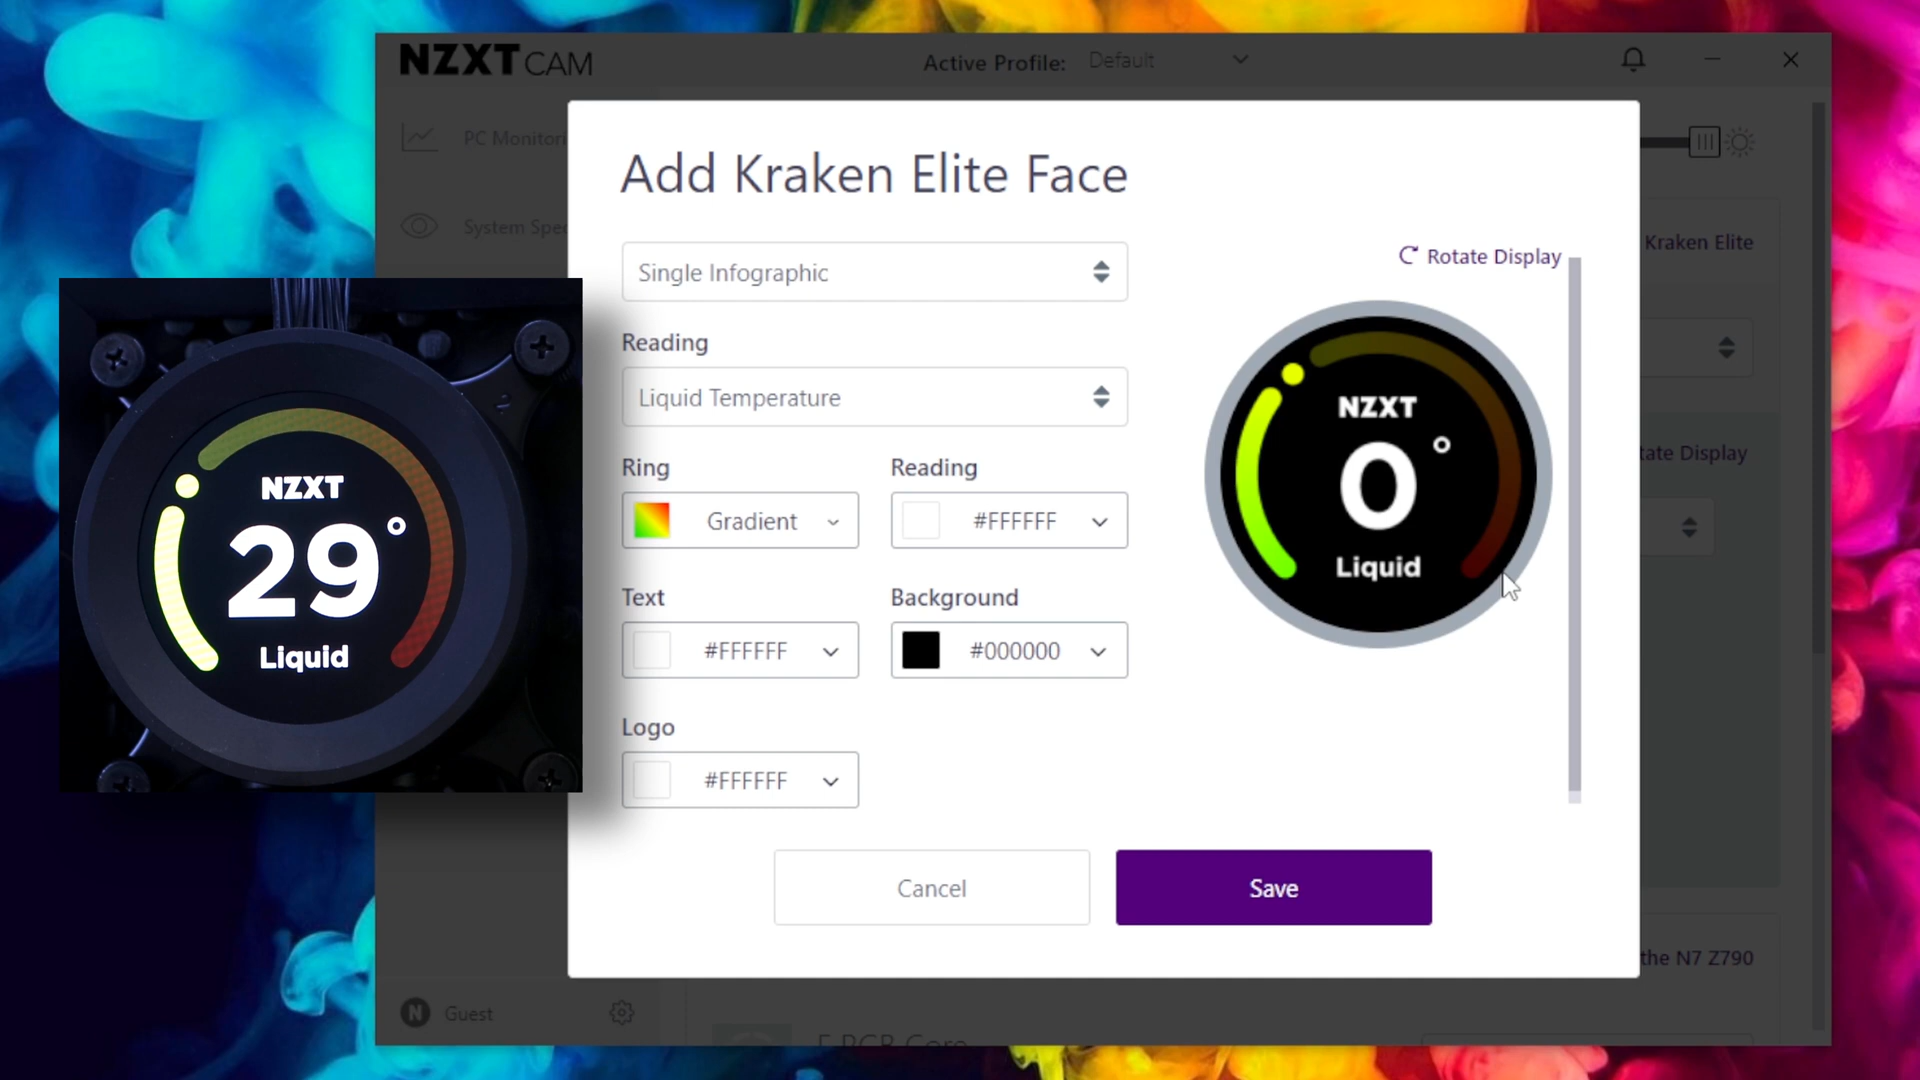 NZXT CAM
Active Profile: Default
PC Monitori
System Spe
Kraken Elite
tate Display
the N7 Z790
Guest
Add Kraken Elite Face
Single Infographic
Rotate Display
Reading
Liquid Temperature
Ring
Reading
Gradient
#FFFFFF
Text
Background
#FFFFFF
#000000
Logo
#FFFFFF
Cancel
Save
NZXT
0°
Liquid
NZXT
29°
Liquid